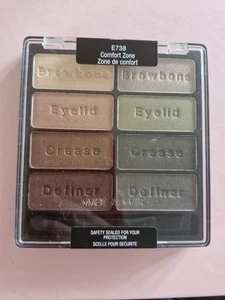 E738
Comfort Zone
Zone de confort
Browbone Browbone
Eyelid Eyelid
Crease Crease
Definer Definer
SAFETY SEALED FOR YOUR
PROTECTION
SCELLE POUR SECURITE